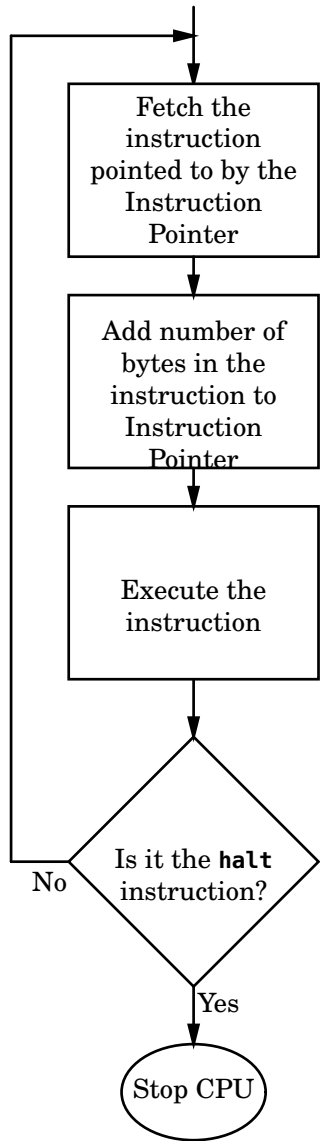 Fetch the
instruction
pointed to by the
Instruction
Pointer
Add number of
bytes in the
instruction to
Instruction
Pointer
Execute the
instruction
Is it the halt
instruction?
No
Yes
Stop CPU